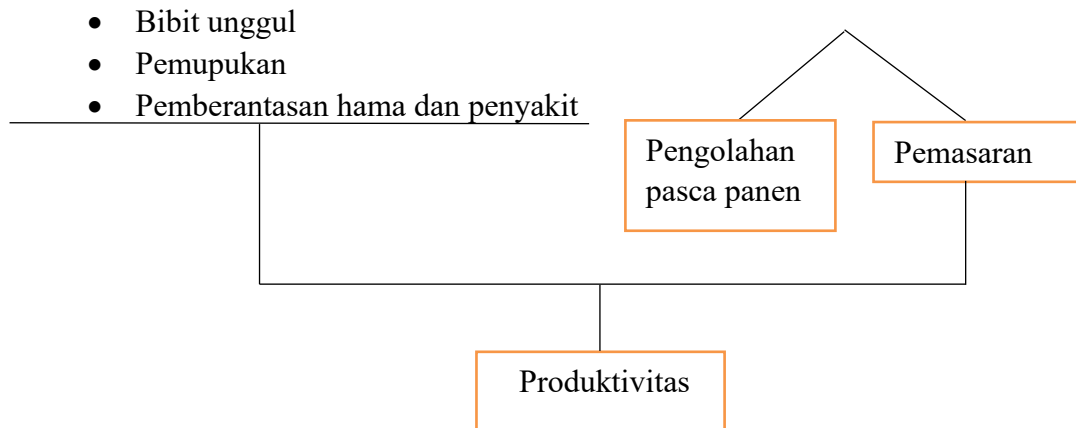 • Bibit unggul
• Pemupukan
• Pemberantasan hama dan penyakit
Pengolahan
pasca panen
Pemasaran
Produktivitas